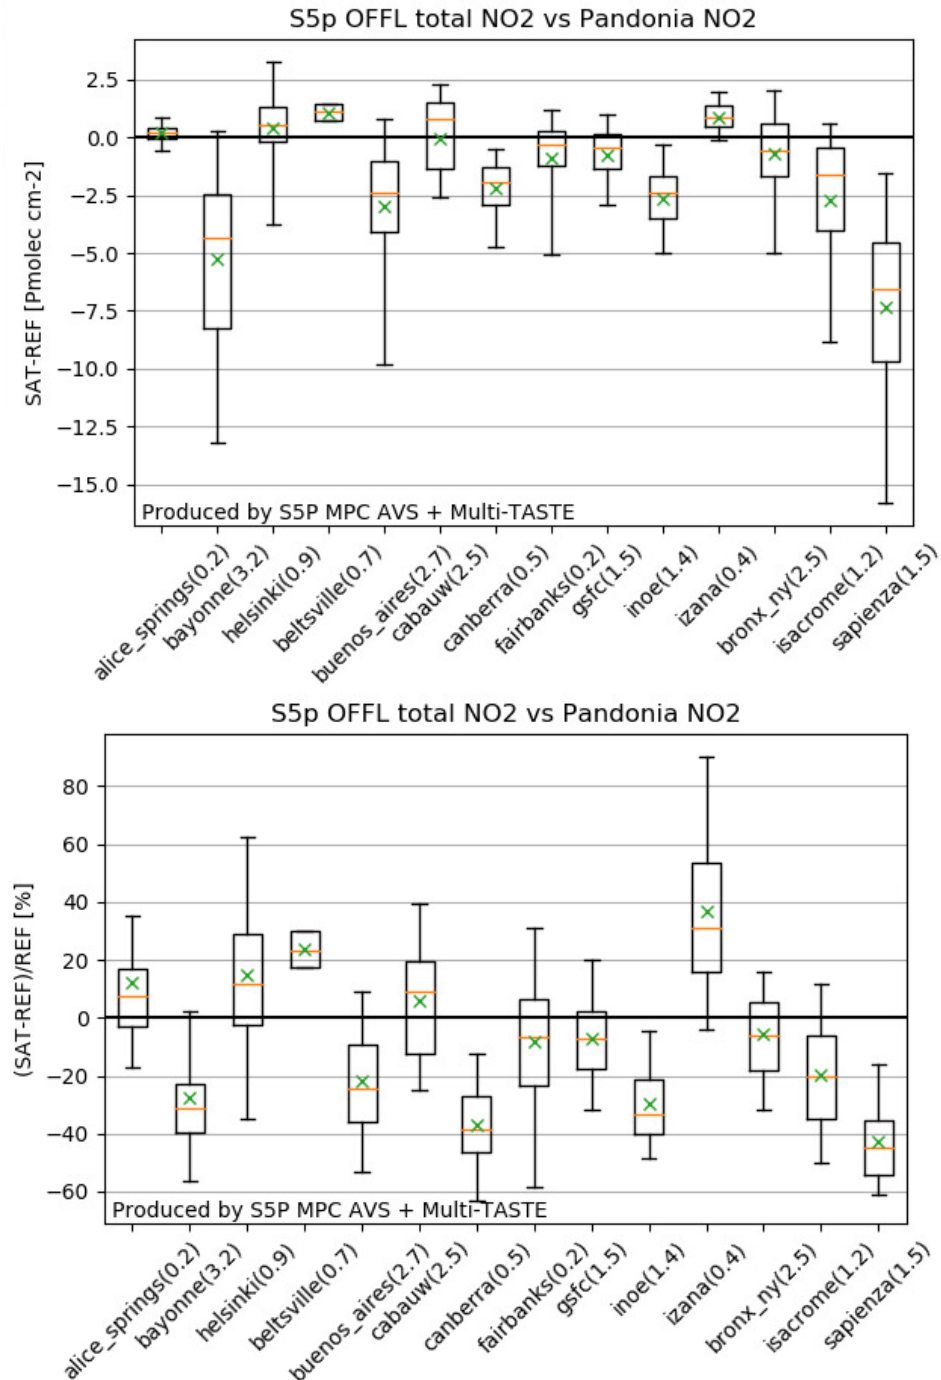 S5p OFFL total NO2 vs Pandonia NO2
SAT-REF [Pmolec cm-2]
2.5
0.0
−2.5
−5.0
−7.5
−10.0
−12.5
−15.0
Produced by S5P MPC AVS + Multi-TASTE
alice_springs(0.2)
bayonne(3.2)
helsinki(0.9)
beltsville(0.7)
buenos_aires(2.7)
cabauw(2.5)
canberra(0.5)
fairbanks(0.2)
gsfc(1.5)
inoe(1.4)
izana(0.4)
bronx_ny(2.5)
isacrome(1.2)
sapienza(1.5)
S5p OFFL total NO2 vs Pandonia NO2
(SAT-REF)/REF [%]
80
60
40
20
0
−20
−40
−60
Produced by S5P MPC AVS + Multi-TASTE
alice_springs(0.2)
bayonne(3.2)
helsinki(0.9)
beltsville(0.7)
buenos_aires(2.7)
cabauw(2.5)
canberra(0.5)
fairbanks(0.2)
gsfc(1.5)
inoe(1.4)
izana(0.4)
bronx_ny(2.5)
isacrome(1.2)
sapienza(1.5)